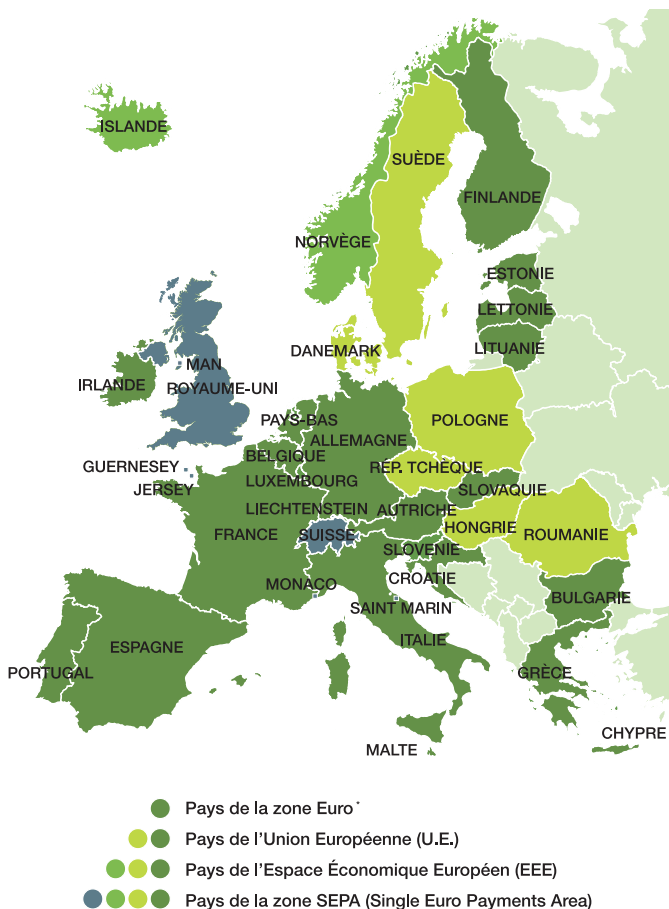 ISLANDE
SUÈDE
FINLANDE
NORVÈGE
ESTONIE
LETTONIE
LITUANIE
DANEMARK
MAN
IRLANDE
ROYAUME-UNI
PAYS-BAS
POLOGNE
ALLEMAGNE
BELGIQUE
GUERNESEY
RÉP. TCHÈQUE
LUXEMBOURG
JERSEY
SLOVAQUIE
LIECHTENSTEIN
AUTRICHE
FRANCE
SUISSE
HONGRIE
ROUMANIE
SLOVENIE
MONACO
CROATIE
SAINT MARIN
BULGARIE
ESPAGNE
ITALIE
PORTUGAL
GRÈCE
CHYPRE
MALTE
Pays de la zone Euro*
Pays de l'Union Européenne (U.E.)
Pays de l'Espace Économique Européen (EEE)
Pays de la zone SEPA (Single Euro Payments Area)